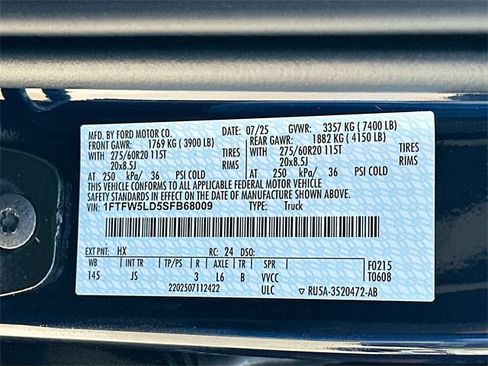 MFD. BY FORD MOTOR CO. DATE: 07/25 GVWR: 3357 KG ( 7400 LB)
FRONT GAWR: 1769 KG ( 3900 LB) REAR GAWR: 1882 KG ( 4150 LB)
WITH 275/60R20 115T TIRES WITH 275/60R20 115T TIRES
20x8.5J RIMS 20x8.5J RIMS
AT 250 kPa/ 36 PSI COLD AT 250 kPa/ 36 PSI COLD
THIS VEHICLE CONFORMS TO ALL APPLICABLE FEDERAL MOTOR VEHICLE
SAFETY STANDARDS IN EFFECT ON THE DATE OF MANUFACTURE SHOWN ABOVE.
VIN: 1FTFW5LD5SFB68009 TYPE: Truck
EXT PNT: HX RC: 24 DSO:
WB INT TR TP/PS R AXLE TR SP F0215
145 JS 3 L6 B VVCC T0608
2202507112422 ULC ▽ RU5A-3520472-AB